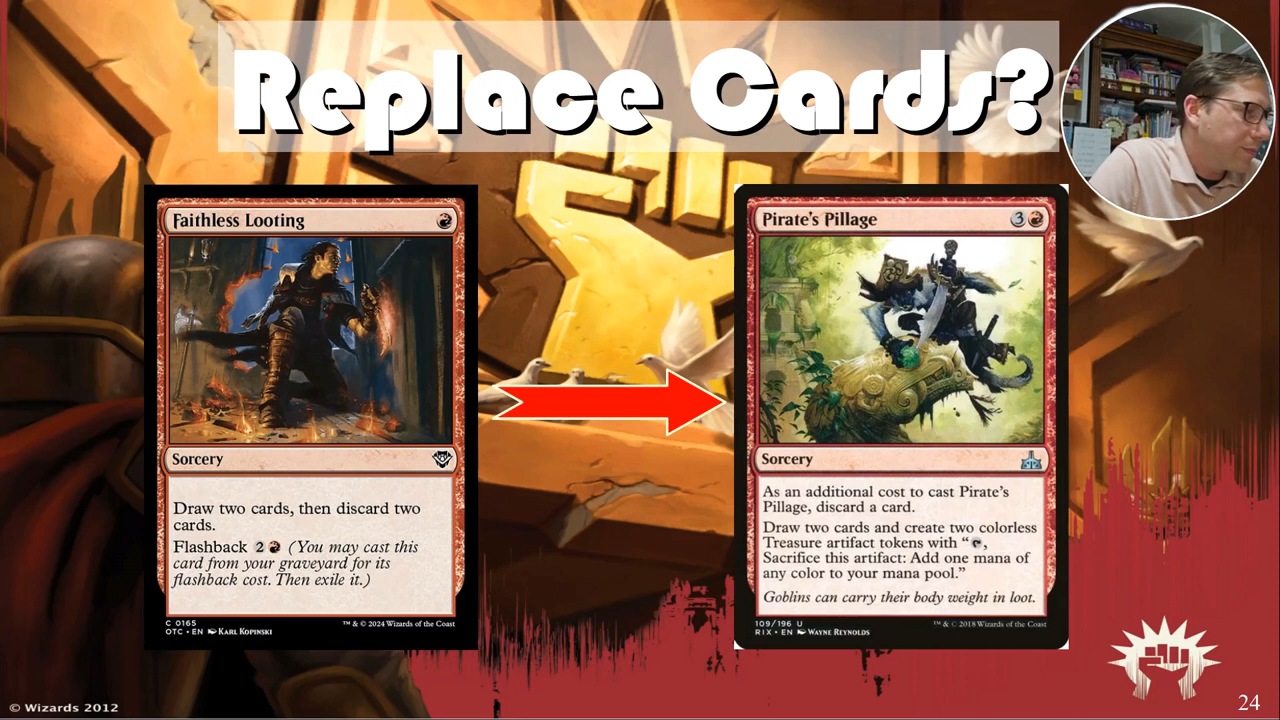 Replace Cards?
Faithless Looting
Sorcery
Draw two cards, then discard two
cards.
Flashback 2 (You may cast this
card from your graveyard for its
flashback cost. Then exile it.)
C 0165
OTC • EN Karl Kopinski
™ & © 2024 Wizards of the Coast
Pirate's Pillage
3
Sorcery
As an additional cost to cast Pirate's
Pillage, discard a card.
Draw two cards and create two colorless
Treasure artifact tokens with “,
Sacrifice this artifact: Add one mana of
any color to your mana pool.”
Goblins can carry their body weight in loot.
109/196 U
RIX • EN Wayne Reynolds
™ & © 2018 Wizards of the Coast
© Wizards 2012
24